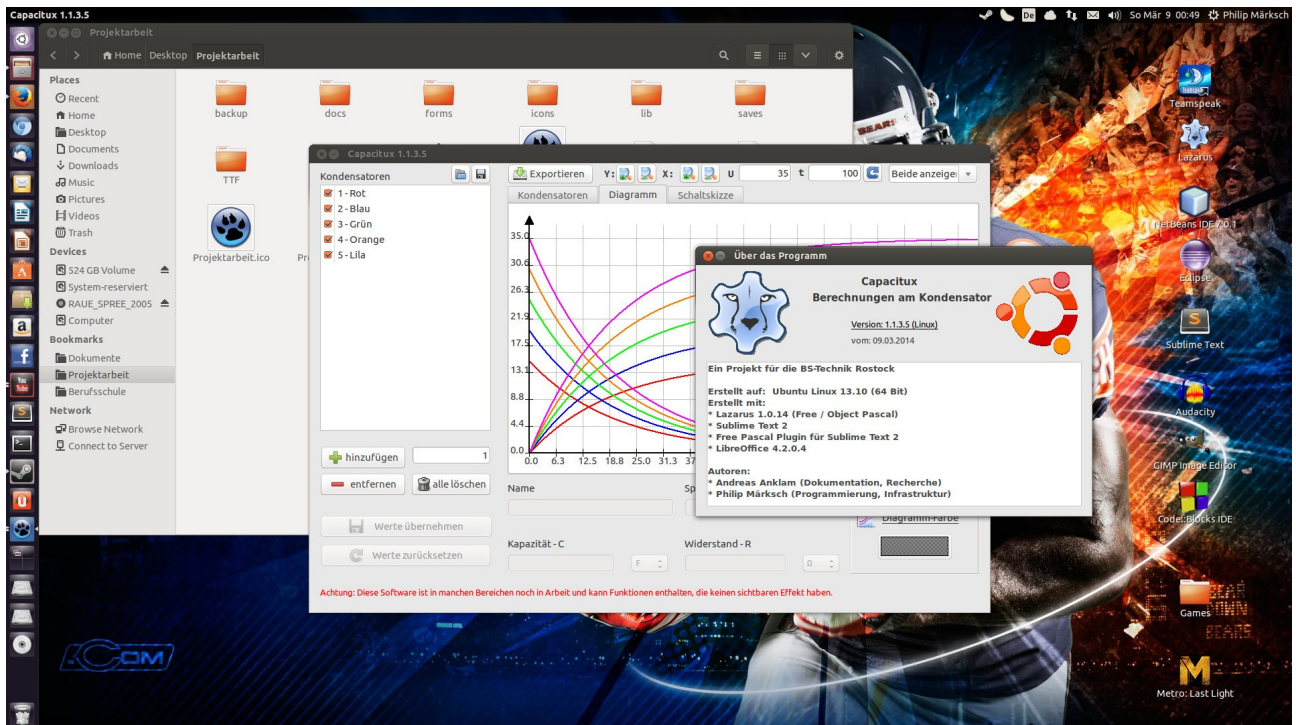 Capacitux 1.1.3.5
De
So Mär 9 00:49
Philip Märksch
Projektarbeit
Home
Desktop
Projektarbeit
Places
Recent
Home
Desktop
Documents
Downloads
Music
Pictures
Videos
Trash
Devices
524 GB Volume
System-reserviert
RAUE_SPREE_2005
Computer
Bookmarks
Dokumente
Projektarbeit
Berufsschule
Network
Browse Network
Connect to Server
backup
docs
forms
icons
lib
saves
TTF
Projektarbeit.ico
Capacitux 1.1.3.5
Kondensatoren
1 - Rot
2 - Blau
3 - Grün
4 - Orange
5 - Lila
hinzufügen
1
entfernen
alle löschen
Werte übernehmen
Werte zurücksetzen
Exportieren
Y:
X:
U
35
t
100
Beide anzeigen
Kondensatoren
Diagramm
Schaltskizze
35.0
30.6
26.3
21.9
17.5
13.1
8.8
4.4
0.0
0.0 6.3 12.5 18.8 25.0 31.3 37
Name
Sp
Kapazität - C
F
Widerstand - R
Ω
Diagramm-Farbe
Achtung: Diese Software ist in manchen Bereichen noch in Arbeit und kann Funktionen enthalten, die keinen sichtbaren Effekt haben.
Über das Programm
Capacitux
Berechnungen am Kondensator
Version: 1.1.3.5 (Linux)
vom: 09.03.2014
Ein Projekt für die BS-Technik Rostock
Erstellt auf: Ubuntu Linux 13.10 (64 Bit)
Erstellt mit:
* Lazarus 1.0.14 (Free / Object Pascal)
* Sublime Text 2
* Free Pascal Plugin für Sublime Text 2
* LibreOffice 4.2.0.4
Autoren:
* Andreas Anklam (Dokumentation, Recherche)
* Philip Märksch (Programmierung, Infrastruktur)
Teamspeak
Lazarus
NetBeans IDE 7.0.1
Eclipse
Sublime Text
Audacity
GIMP Image Editor
Code::Blocks IDE
Games
Metro: Last Light
BEARS
KCOM